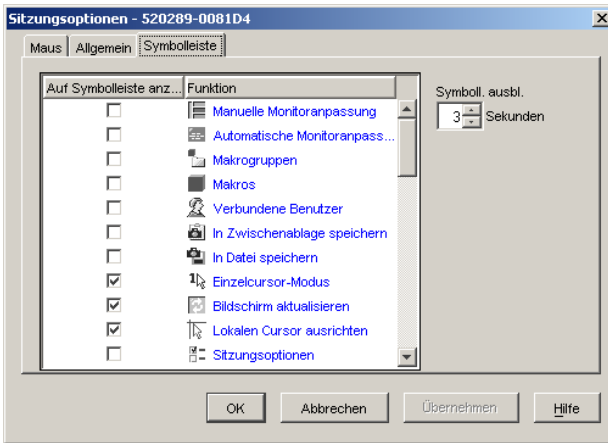 Sitzungsoptionen - 520289-0081D4
Maus Allgemein Symbolleiste
Auf Symbolleiste anz... Funktion
Manuelle Monitoranpassung
Automatische Monitoranpass...
Makrogruppen
Makros
Verbundene Benutzer
In Zwischenablage speichern
In Datei speichern
Einzelcursor-Modus
Bildschirm aktualisieren
Lokalen Cursor ausrichten
Sitzungsoptionen
Symboll. ausbl.
3 Sekunden
OK Abbrechen Übernehmen Hilfe